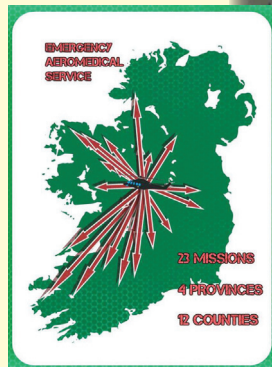 EMERGENCY
AEROMEDICAL
SERVICE
23 MISSIONS
4 PROVINCES
12 COUNTIES